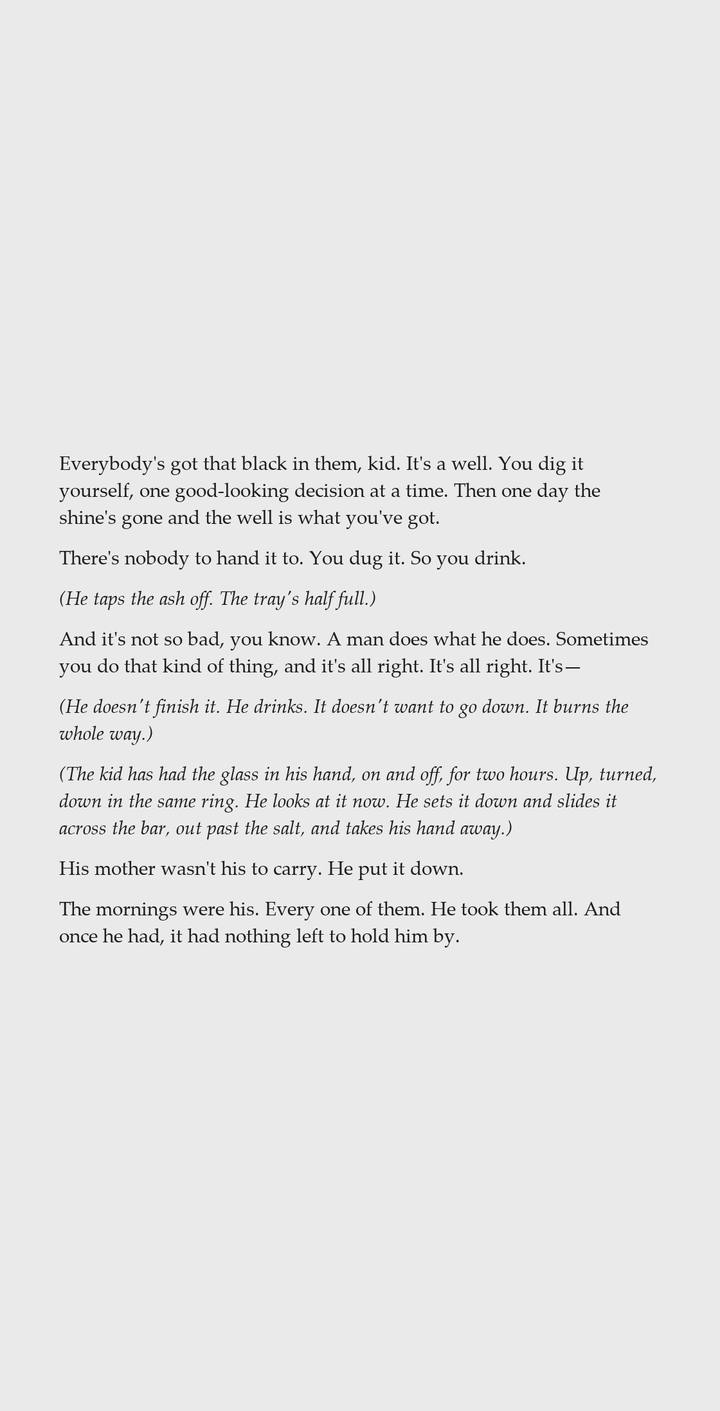 Everybody's got that black in them, kid. It's a well. You dig it
yourself, one good-looking decision at a time. Then one day the
shine's gone and the well is what you've got.
There's nobody to hand it to. You dug it. So you drink.
(He taps the ash off. The tray's half full.)
And it's not so bad, you know. A man does what he does. Sometimes
you do that kind of thing, and it's all right. It's all right. It's—
(He doesn't finish it. He drinks. It doesn't want to go down. It burns the
whole way.)
(The kid has had the glass in his hand, on and off, for two hours. Up, turned,
down in the same ring. He looks at it now. He sets it down and slides it
across the bar, out past the salt, and takes his hand away.)
His mother wasn't his to carry. He put it down.
The mornings were his. Every one of them. He took them all. And
once he had, it had nothing left to hold him by.